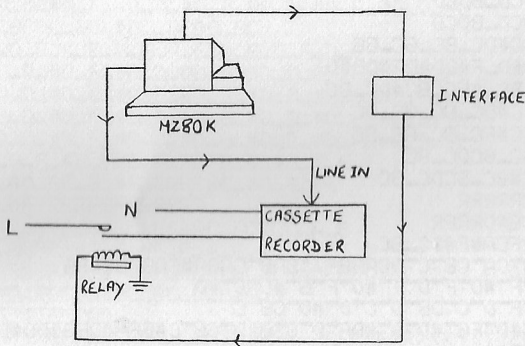 MZ80K
INTERFACE
LINE IN
N
L
CASSETTE
RECORDER
RELAY